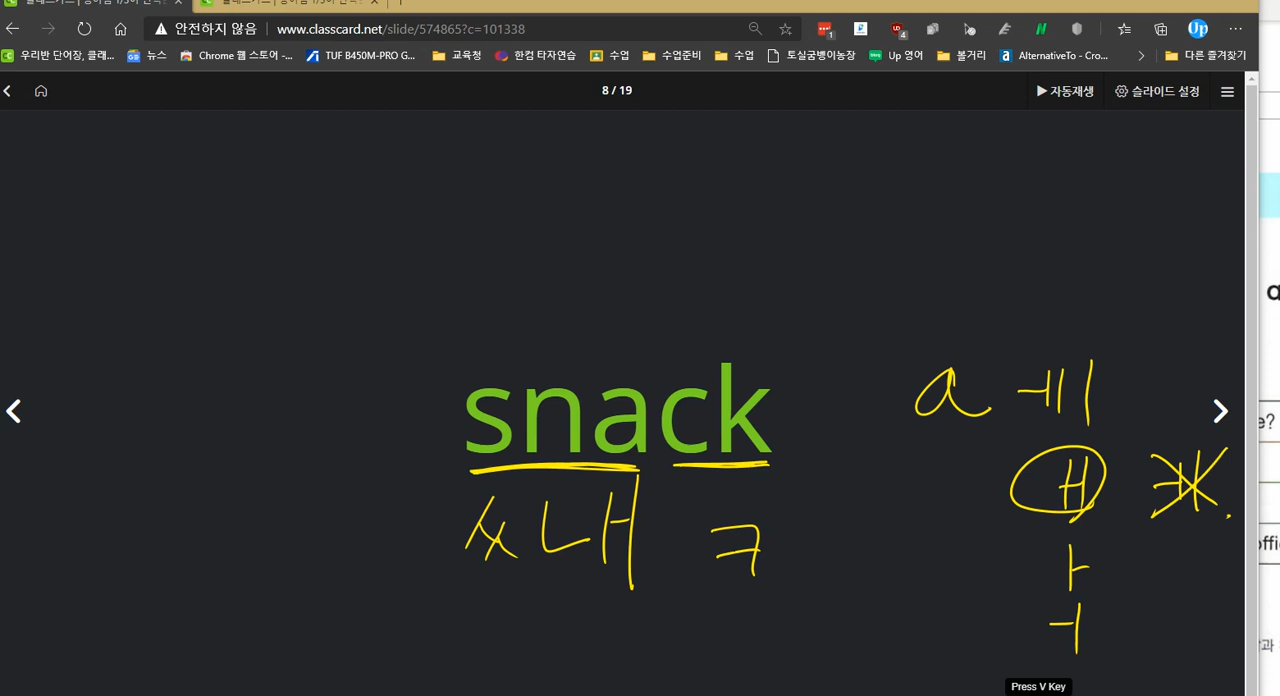 안전하지 않음 www.classcard.net/slide/574865?c=101338
우리반 단어장, 클래... 뉴스 Chrome 웹 스토어 -... TUF B450M-PRO G... 교육청 한컴 타자연습 수업 수업준비 수업 토실굼벵이농장 Up 영어 볼거리 AlternativeTo - Cro... 다른 즐겨찾기
8 / 19 자동재생 슬라이드 설정
snack
a ㅔ
ㅐ
ㅏ
ㅓ
ㅆ 내 ㅋ
e?
offi
Press V Key